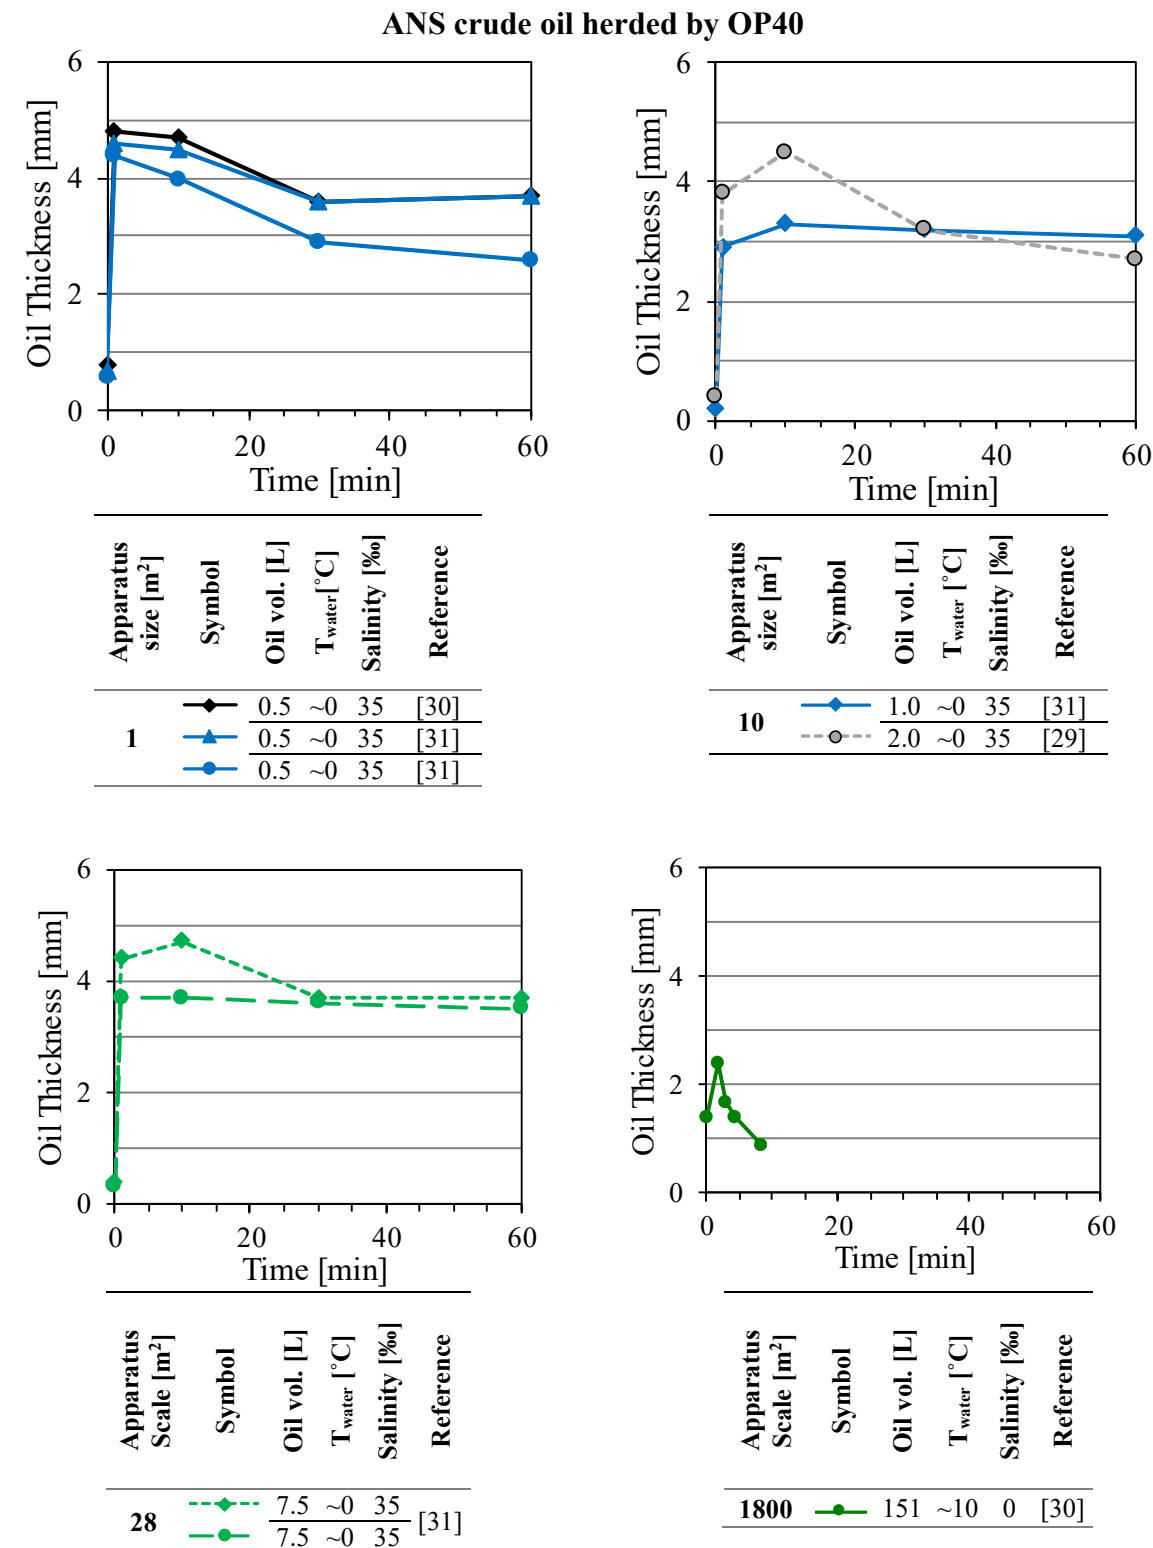 ANS crude oil herded by OP40
6
4
2
0
Oil Thickness [mm]
0 20 40 60
Time [min]
Apparatus size [m²] Symbol Oil vol. [L] Twater[˚C] Salinity [‰] Reference
1
0.5 ~0 35 [30]
0.5 ~0 35 [31]
0.5 ~0 35 [31]
6
4
2
0
Oil Thickness [mm]
0 20 40 60
Time [min]
Apparatus size [m²] Symbol Oil vol. [L] Twater [˚C] Salinity [‰] Reference
10
1.0 ~0 35 [31]
2.0 ~0 35 [29]
6
4
2
0
Oil Thickness [mm]
0 20 40 60
Time [min]
Apparatus Scale [m²] Symbol Oil vol. [L] Twater [˚C] Salinity [‰] Reference
28
7.5 ~0 35
7.5 ~0 35
[31]
6
4
2
0
Oil Thickness [mm]
0 20 40 60
Time [min]
Apparatus Scale [m²] Symbol Oil vol. [L] Twater [˚C] Salinity [‰] Reference
1800 151 ~10 0 [30]